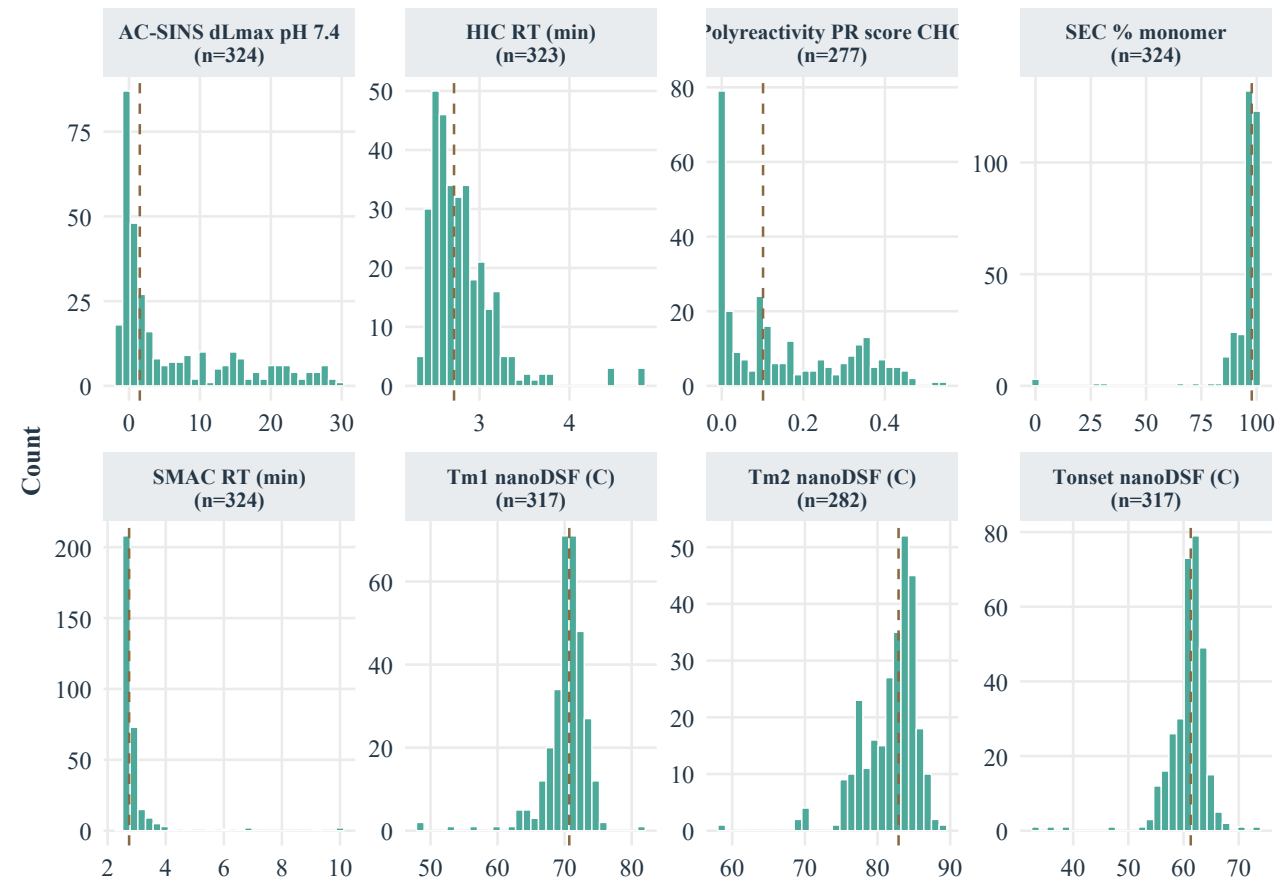 AC-SINS dLmax pH 7.4
(n=324)
HIC RT (min)
(n=323)
Polyreactivity PR score CHO
(n=277)
SEC % monomer
(n=324)
75
50
25
0
0 10 20 30
50
40
30
20
10
0
3 4
80
60
40
20
0
0.0 0.2 0.4
100
50
0
0 25 50 75 100
Count
SMAC RT (min)
(n=324)
Tm1 nanoDSF (C)
(n=317)
Tm2 nanoDSF (C)
(n=282)
Tonset nanoDSF (C)
(n=317)
200
150
100
50
0
2 4 6 8 10
60
40
20
0
50 60 70 80
50
40
30
20
10
0
60 70 80 90
80
60
40
20
0
40 50 60 70